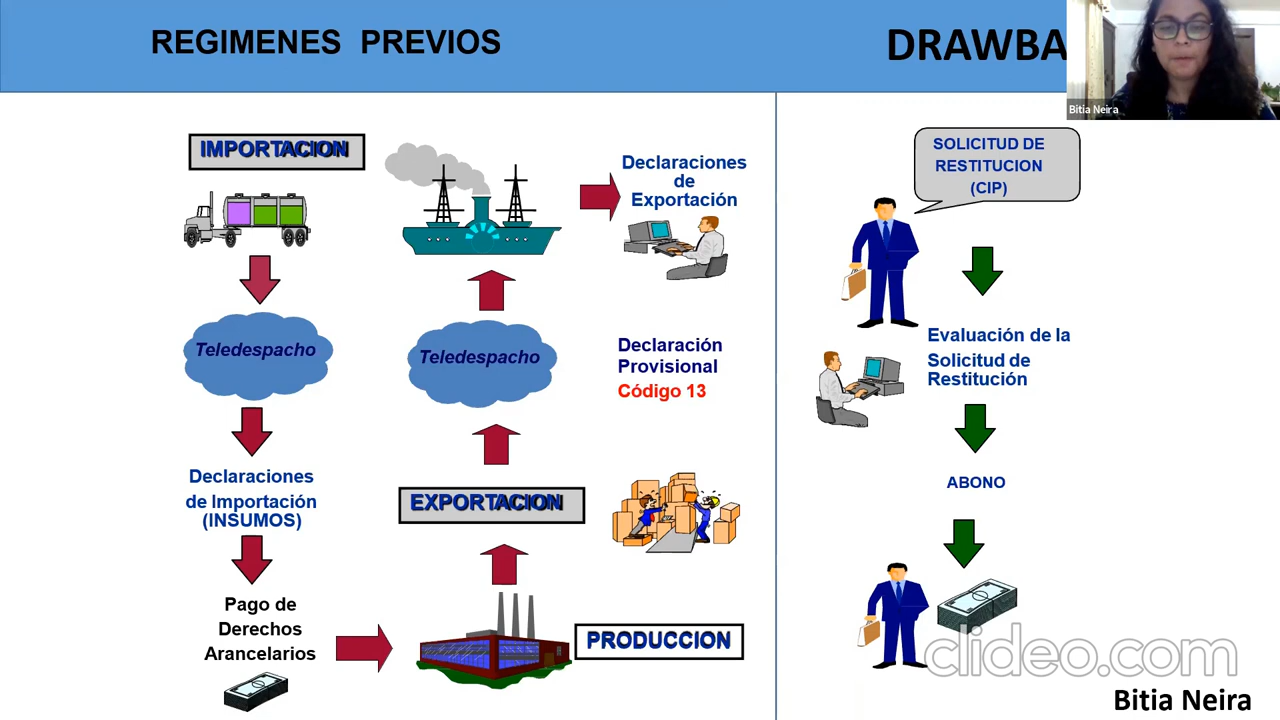 REGIMENES PREVIOS
DRAWBA
Bitia Neira
IMPORTACION
Teledespacho
Declaraciones
de Importación
(INSUMOS)
Pago de
Derechos
Arancelarios
Declaraciones
de
Exportación
Teledespacho
Declaración
Provisional
Código 13
EXPORTACION
PRODUCCION
SOLICITUD DE
RESTITUCION
(CIP)
Evaluación de la
Solicitud de
Restitución
ABONO
clideo.com
Bitia Neira